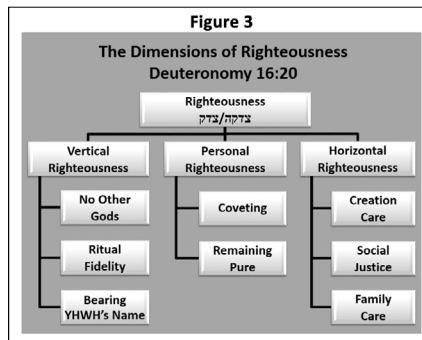 Figure 3
The Dimensions of Righteousness
Deuteronomy 16:20
Righteousness
צדקה/צדק
Vertical
Righteousness
Personal
Righteousness
Horizontal
Righteousness
No Other
Gods
Coveting
Creation
Care
Ritual
Fidelity
Remaining
Pure
Social
Justice
Bearing
YHWH's Name
Family
Care